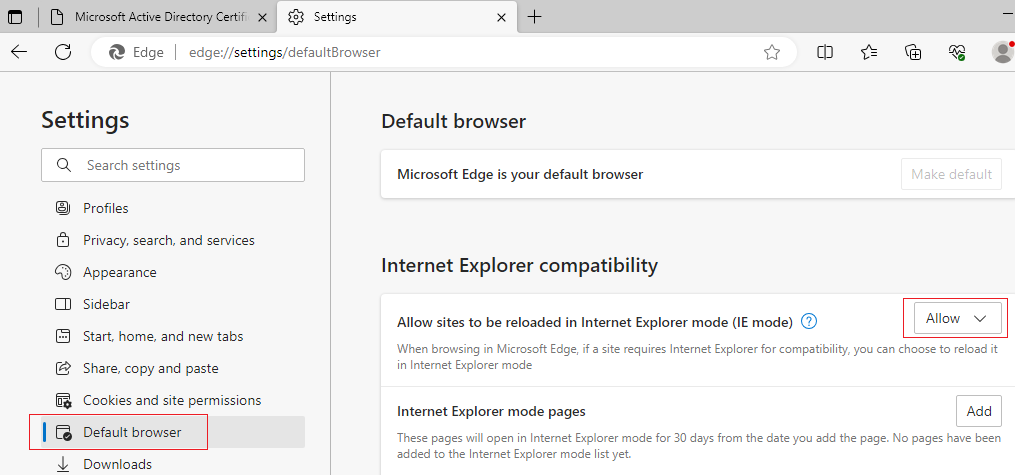 Microsoft Active Directory Certifi
Settings
Edge
edge://settings/defaultBrowser
Settings
Search settings
Profiles
Privacy, search, and services
Appearance
Sidebar
Start, home, and new tabs
Share, copy and paste
Cookies and site permissions
Default browser
Downloads
Default browser
Microsoft Edge is your default browser
Make default
Internet Explorer compatibility
Allow sites to be reloaded in Internet Explorer mode (IE mode)
?
Allow
When browsing in Microsoft Edge, if a site requires Internet Explorer for compatibility, you can choose to reload it
in Internet Explorer mode
Internet Explorer mode pages
Add
These pages will open in Internet Explorer mode for 30 days from the date you add the page. No pages have been
added to the Internet Explorer mode list yet.